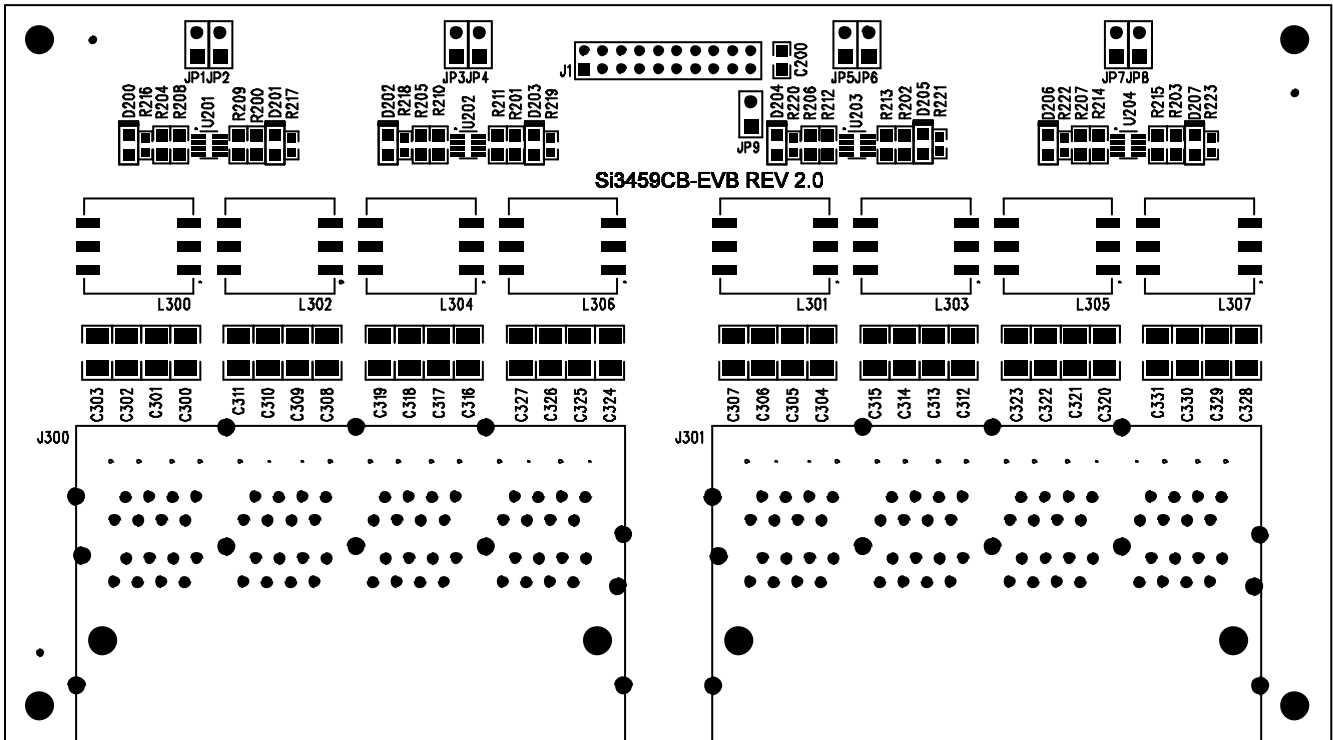 JP1JP2
JP3JP4
J1
C200
JP5JP6
JP7JP8
D200
R216
R204
R208
U201
R209
R200
D201
R217
D202
R218
R205
R210
U202
R211
R201
D203
R219
JP9
D204
R220
R206
R212
U203
R213
R202
D205
R221
D206
R222
R207
R214
U204
R215
R203
D207
R223
Si3459CB-EVB REV 2.0
L300
L302
L304
L306
L301
L303
L305
L307
C303
C302
C301
C300
C311
C310
C309
C308
C319
C318
C317
C316
C327
C326
C325
C324
C307
C306
C305
C304
C315
C314
C313
C312
C323
C322
C321
C320
C331
C330
C329
C328
J300
J301